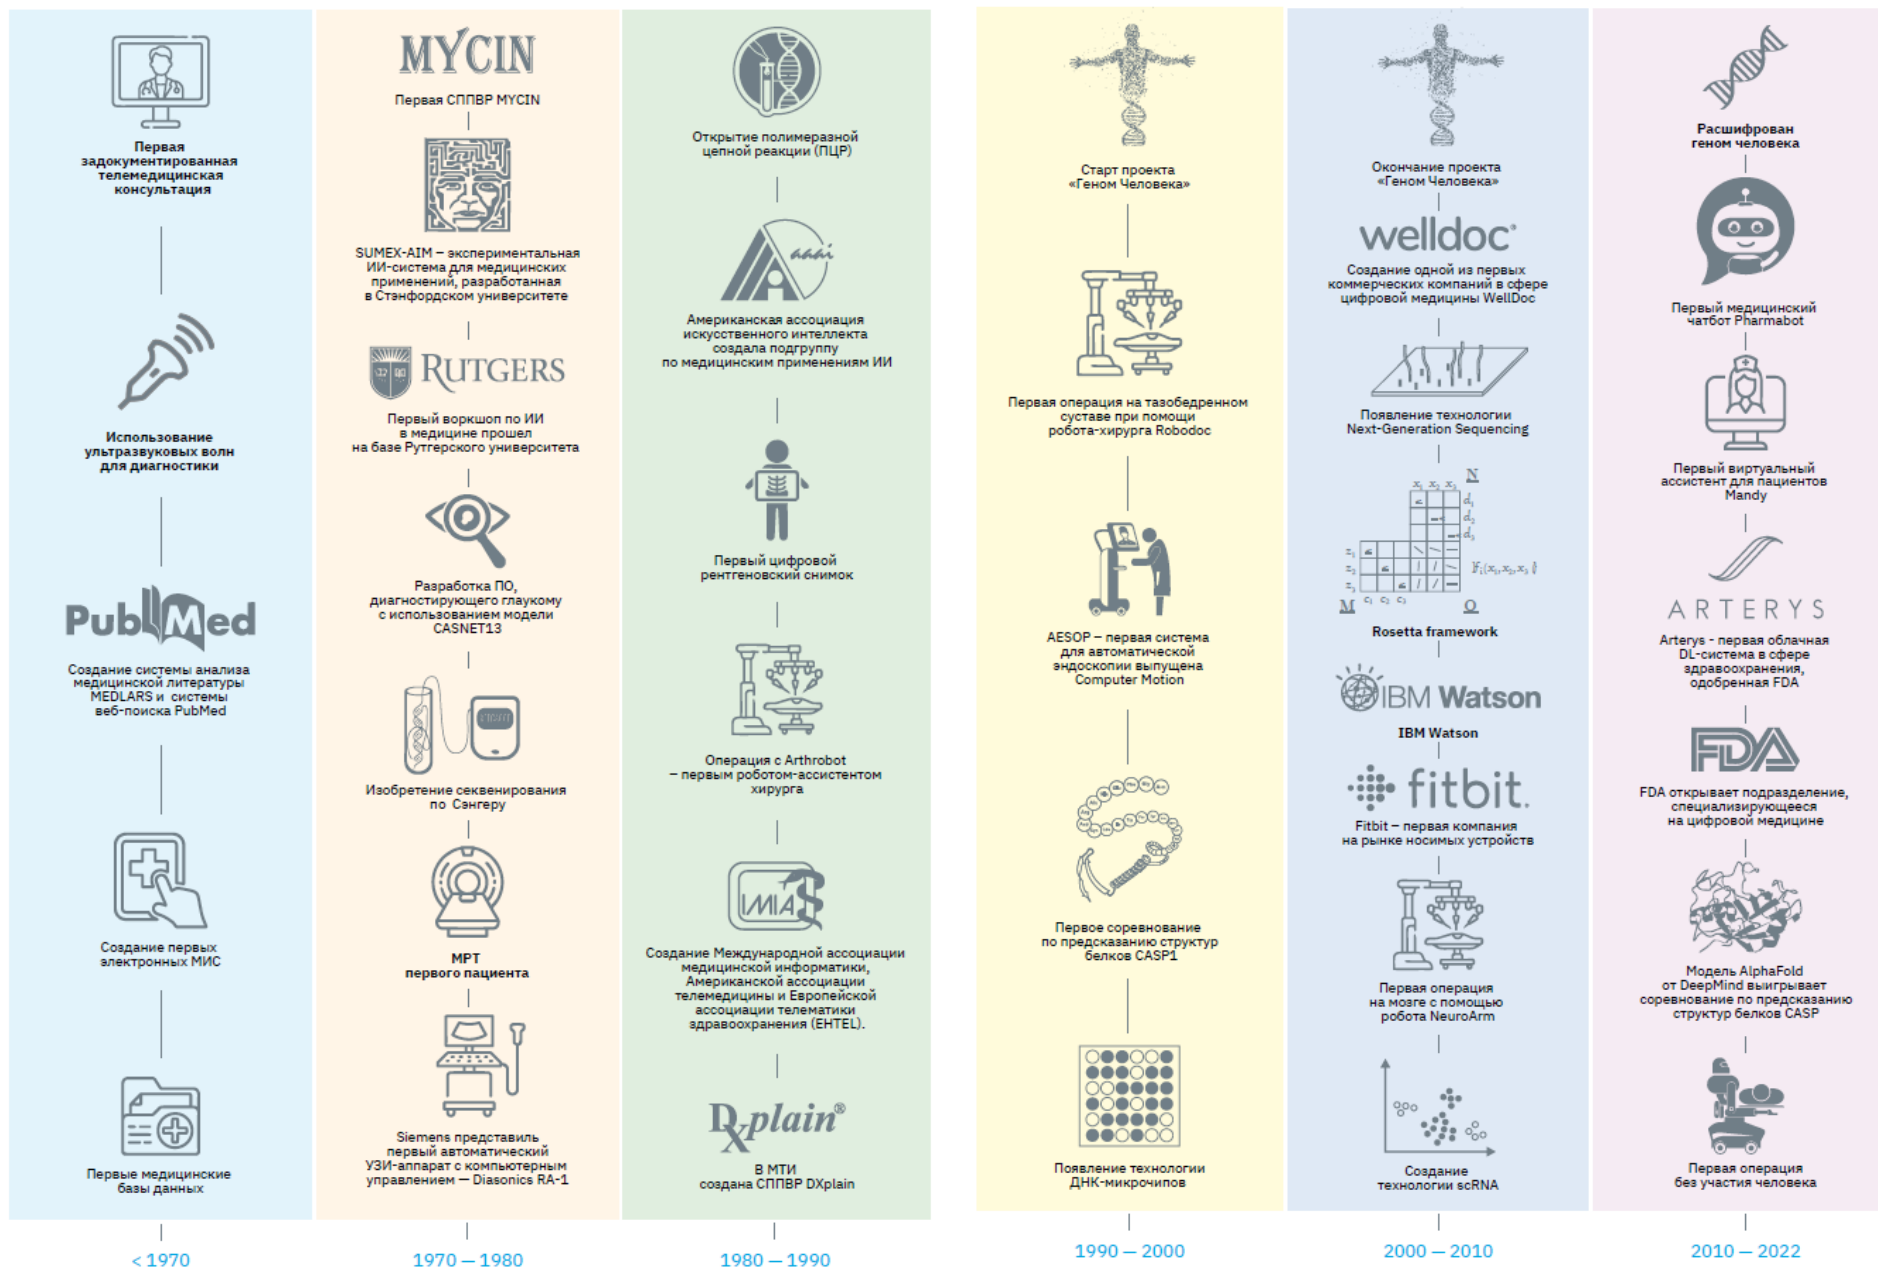 Первая
задокументированная
телемедицинская
консультация
Использование
ультразвуковых волн
для диагностики
PubMed
Создание системы анализа
медицинской литературы
MEDLARS и системы
веб-поиска PubMed
Создание первых
электронных МИС
Первые медицинские
базы данных
< 1970
MYCIN
Первая СППВР MYCIN
SUMEX-AIM – экспериментальная
ИИ-система для медицинских
применений, разработанная
в Стэнфордском университете
RUTGERS
Первый воркшоп по ИИ
в медицине прошел
на базе Рутгерского университета
Разработка ПО,
диагностирующего глаукому
с использованием модели
CASNET13
Изобретение секвенирования
по Сэнгеру
МРТ
первого пациента
Siemens представиль
первый автоматический
УЗИ-аппарат с компьютерным
управлением — Diasonics RA-1
1970 — 1980
Открытие полимеразной
цепной реакции (ПЦР)
aaai
Американская ассоциация
искусственного интеллекта
создала подгруппу
по медицинским применениям ИИ
Первый цифровой
рентгеновский снимок
Операция с Arthrobot
– первым роботом-ассистентом
хирурга
IMIA
Создание Международной ассоциации
медицинской информатики,
Американской ассоциации
телемедицины и Европейской
ассоциации телематики
здравоохранения (EHTEL).
DXplain®
В МТИ
создана СППВР DXplain
1980 — 1990
Старт проекта
«Геном Человека»
Первая операция на тазобедренном
суставе при помощи
робота-хирурга Robodoc
AESOP – первая система
для автоматической
эндоскопии выпущена
Computer Motion
Первое соревнование
по предсказанию структур
белков CASP1
Появление технологии
ДНК-микрочипов
1990 — 2000
Окончание проекта
«Геном Человека»
welldoc®
Создание одной из первых
коммерческих компаний в сфере
цифровой медицины WellDoc
Появление технологии
Next-Generation Sequencing
N
x₁ x₂ x₃
d₁
d₂
d₃
z₁
z₂
z₃
c₁ c₂ c₃
M
O
Rosetta framework
IBM Watson
IBM Watson
fitbit.
Fitbit – первая компания
на рынке носимых устройств
Первая операция
на мозге с помощью
робота NeuroArm
Создание
технологии scRNA
2000 — 2010
Расшифрован
геном человека
Первый медицинский
чатбот Pharmabot
Первый виртуальный
ассистент для пациентов
Mandy
ARTERYS
Arterys - первая облачная
DL-система в сфере
здравоохранения,
одобренная FDA
FDA
FDA открывает подразделение,
специализирующееся
на цифровой медицине
Модель AlphaFold
от DeepMind выигрывает
соревнование по предсказанию
структур белков CASP
Первая операция
без участия человека
2010 — 2022